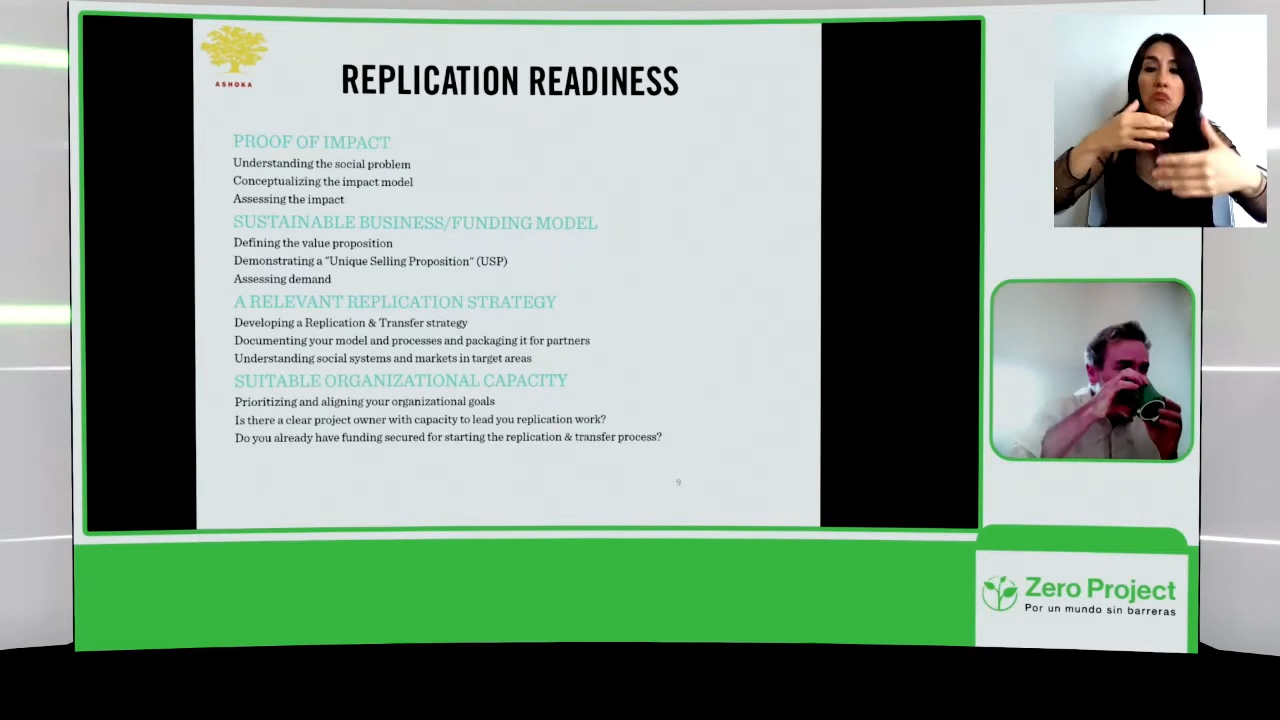 ASHOKA
REPLICATION READINESS
PROOF OF IMPACT
Understanding the social problem
Conceptualizing the impact model
Assessing the impact
SUSTAINABLE BUSINESS/FUNDING MODEL
Defining the value proposition
Demonstrating a "Unique Selling Proposition" (USP)
Assessing demand
A RELEVANT REPLICATION STRATEGY
Developing a Replication & Transfer strategy
Documenting your model and processes and packaging it for partners
Understanding social systems and markets in target areas
SUITABLE ORGANIZATIONAL CAPACITY
Prioritizing and aligning your organizational goals
Is there a clear project owner with capacity to lead you replication work?
Do you already have funding secured for starting the replication & transfer process?
9
Zero Project
Por un mundo sin barreras